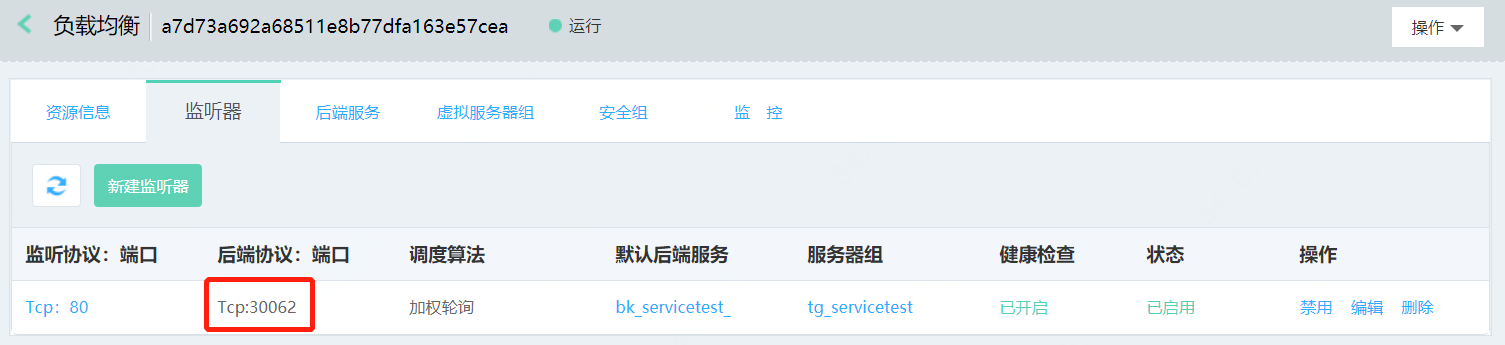 负载均衡 a7d73a692a68511e8b77dfa163e57cea 运行 操作
资源信息 监听器 后端服务 虚拟服务器组 安全组 监 控
新建监听器
监听协议：端口 后端协议：端口 调度算法 默认后端服务 服务器组 健康检查 状态 操作
Tcp：80 Tcp:30062 加权轮询 bk_servicetest_ tg_servicetest 已开启 已启用 禁用 编辑 删除